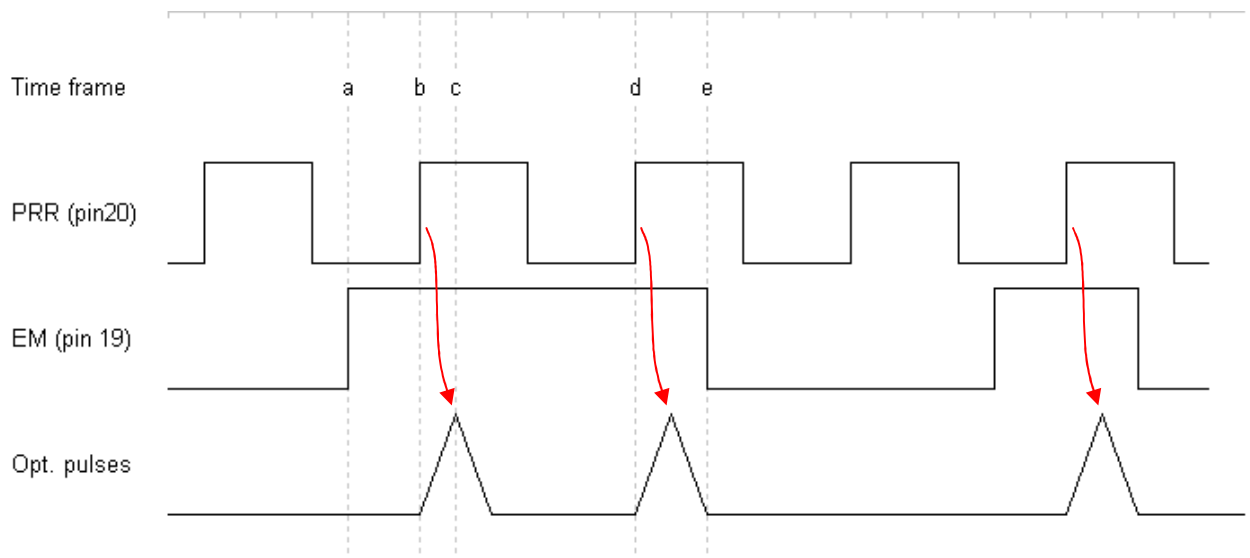 Time frame a b c d e
PRR (pin20)
EM (pin 19)
Opt. pulses